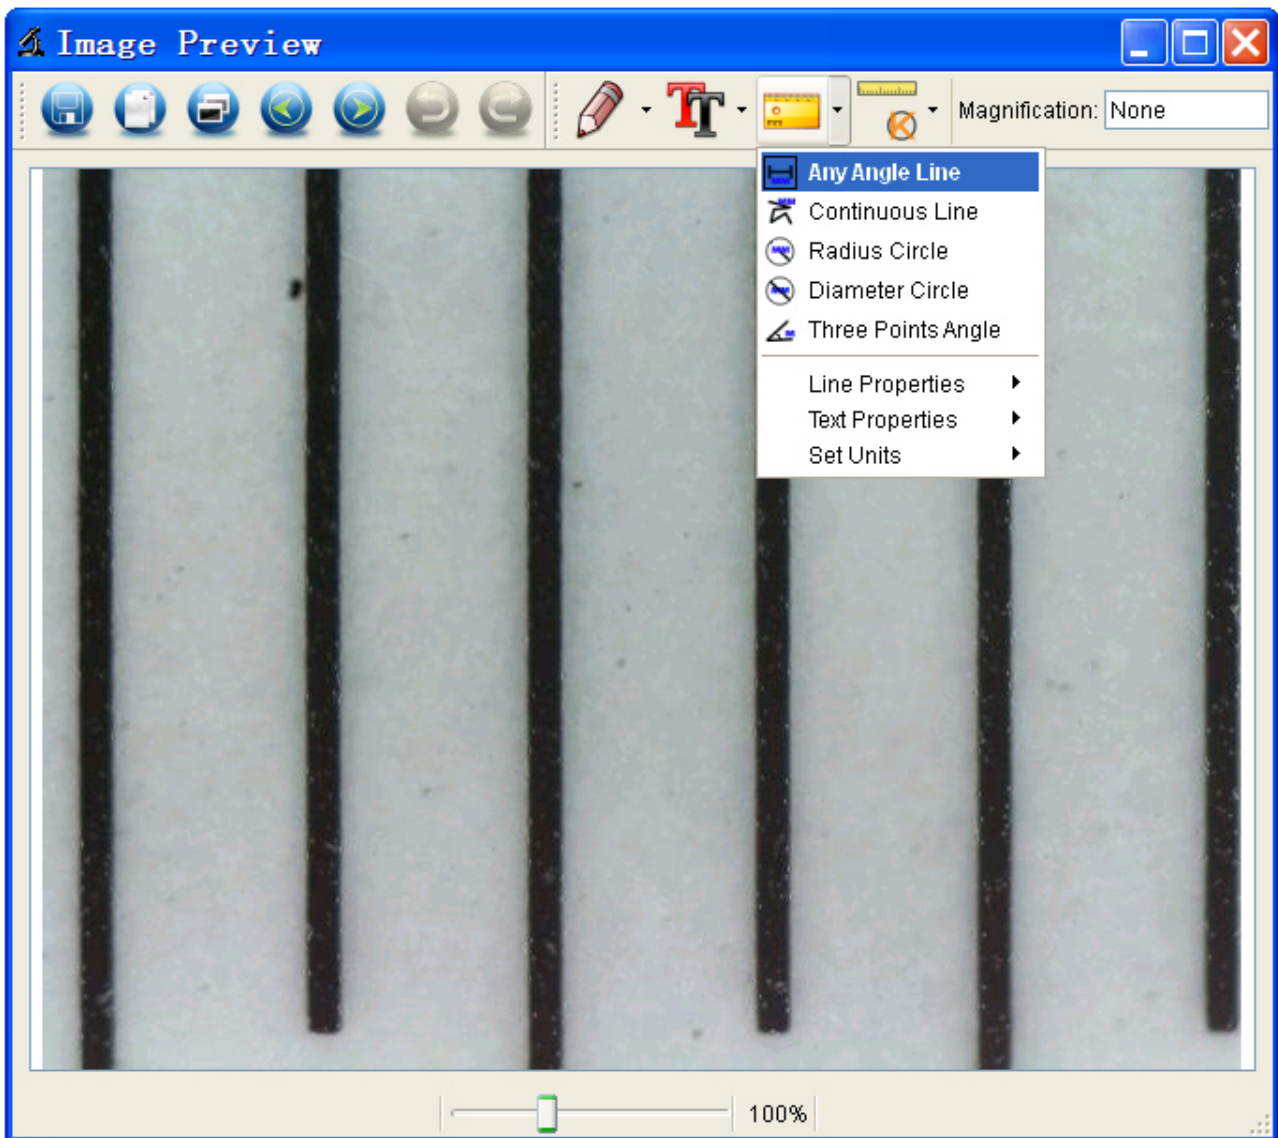 Image Preview
Magnification: None
Any Angle Line
Continuous Line
Radius Circle
Diameter Circle
Three Points Angle
Line Properties
Text Properties
Set Units
100%